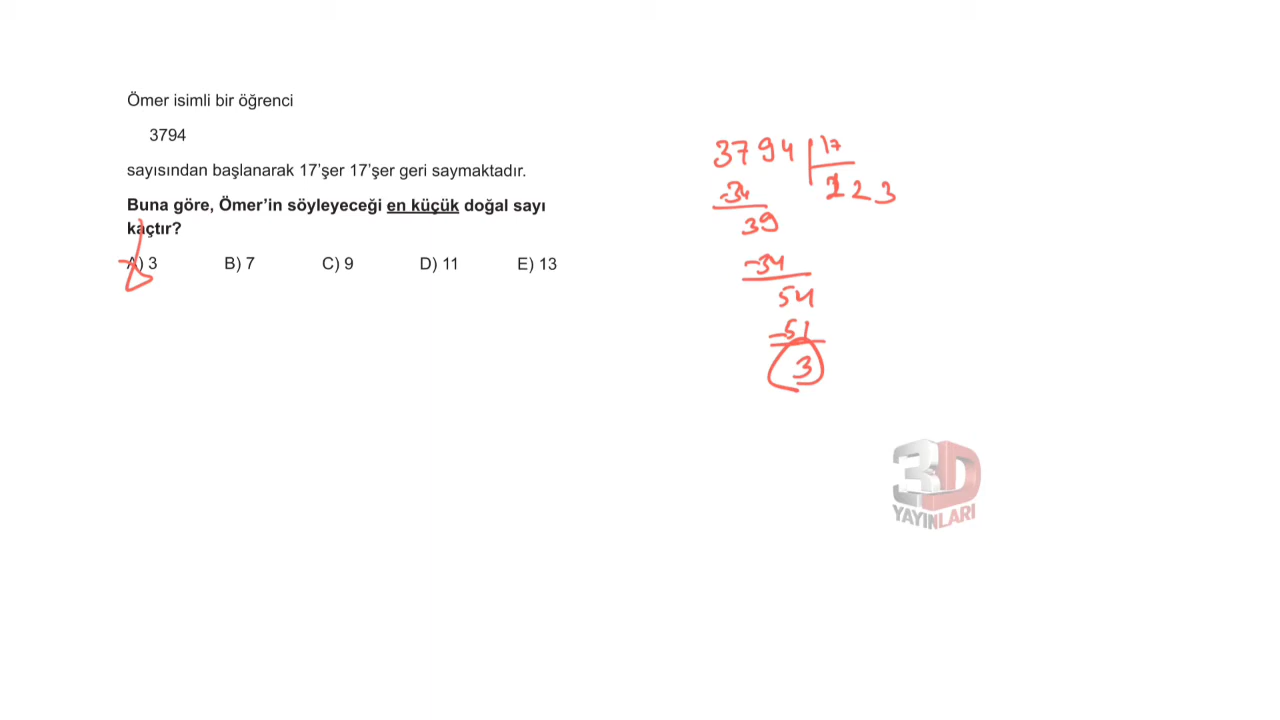 Ömer isimli bir öğrenci
3794
sayısından başlanarak 17'şer 17'şer geri saymaktadır.
Buna göre, Ömer'in söyleyeceği en küçük doğal sayı
kaçtır?
A) 3 B) 7 C) 9 D) 11 E) 13
3794 17
-34 223
39
-34
54
-51
3
3D
YAYINLARI